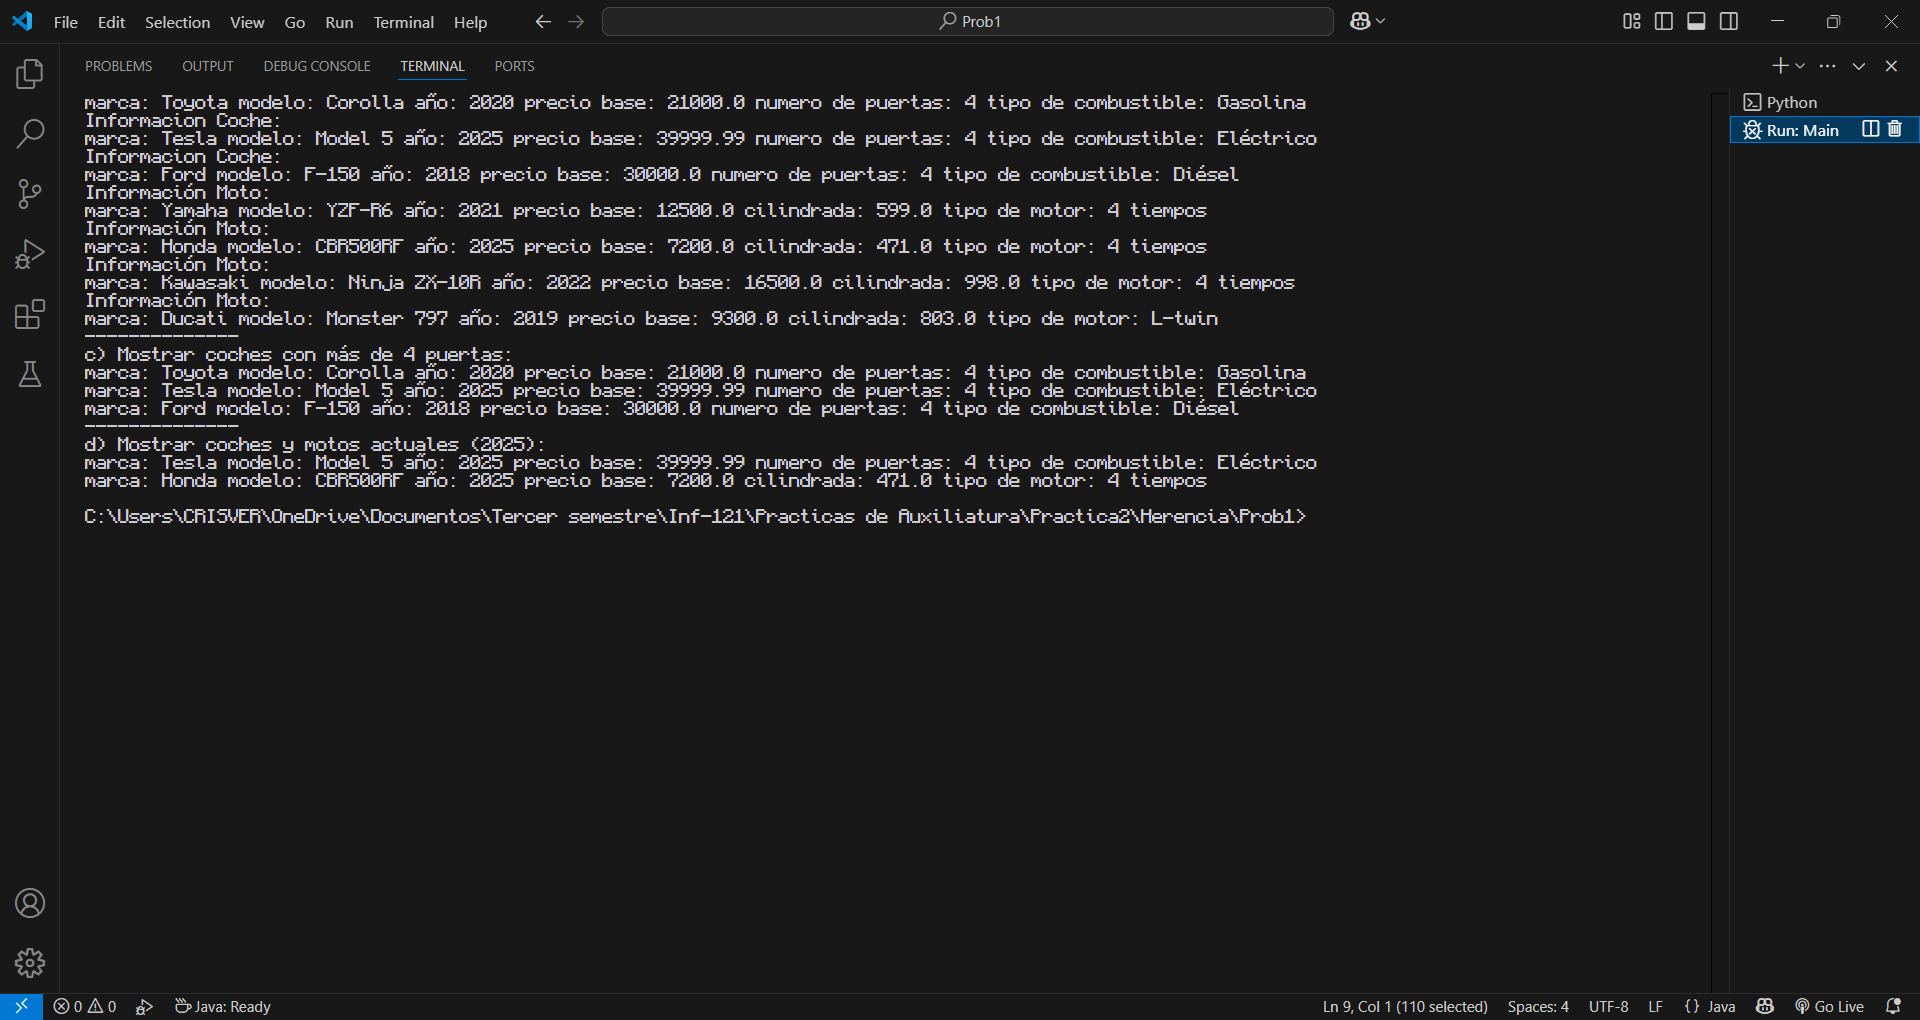 File Edit Selection View Go Run Terminal Help Prob1
PROBLEMS OUTPUT DEBUG CONSOLE TERMINAL PORTS
marca: Toyota modelo: Corolla año: 2020 precio base: 21000.0 numero de puertas: 4 tipo de combustible: Gasolina
Informacion Coche:
marca: Tesla modelo: Model 5 año: 2025 precio base: 39999.99 numero de puertas: 4 tipo de combustible: Eléctrico
Informacion Coche:
marca: Ford modelo: F-150 año: 2018 precio base: 30000.0 numero de puertas: 4 tipo de combustible: Diésel
Información Moto:
marca: Yamaha modelo: YZF-R6 año: 2021 precio base: 12500.0 cilindrada: 599.0 tipo de motor: 4 tiempos
Información Moto:
marca: Honda modelo: CBR500RF año: 2025 precio base: 7200.0 cilindrada: 471.0 tipo de motor: 4 tiempos
Información Moto:
marca: Kawasaki modelo: Ninja ZX-10R año: 2022 precio base: 16500.0 cilindrada: 998.0 tipo de motor: 4 tiempos
Información Moto:
marca: Ducati modelo: Monster 797 año: 2019 precio base: 9300.0 cilindrada: 803.0 tipo de motor: L-twin
--------------
c) Mostrar coches con más de 4 puertas:
marca: Toyota modelo: Corolla año: 2020 precio base: 21000.0 numero de puertas: 4 tipo de combustible: Gasolina
marca: Tesla modelo: Model 5 año: 2025 precio base: 39999.99 numero de puertas: 4 tipo de combustible: Eléctrico
marca: Ford modelo: F-150 año: 2018 precio base: 30000.0 numero de puertas: 4 tipo de combustible: Diésel
--------------
d) Mostrar coches y motos actuales (2025):
marca: Tesla modelo: Model 5 año: 2025 precio base: 39999.99 numero de puertas: 4 tipo de combustible: Eléctrico
marca: Honda modelo: CBR500RF año: 2025 precio base: 7200.0 cilindrada: 471.0 tipo de motor: 4 tiempos
C:\Users\CRISVER\OneDrive\Documentos\Tercer semestre\Inf-121\Practicas de Auxiliatura\Practica2\Herencia\Prob1>
Python
Run: Main
0 0 Java: Ready Ln 9, Col 1 (110 selected) Spaces: 4 UTF-8 LF {} Java Go Live